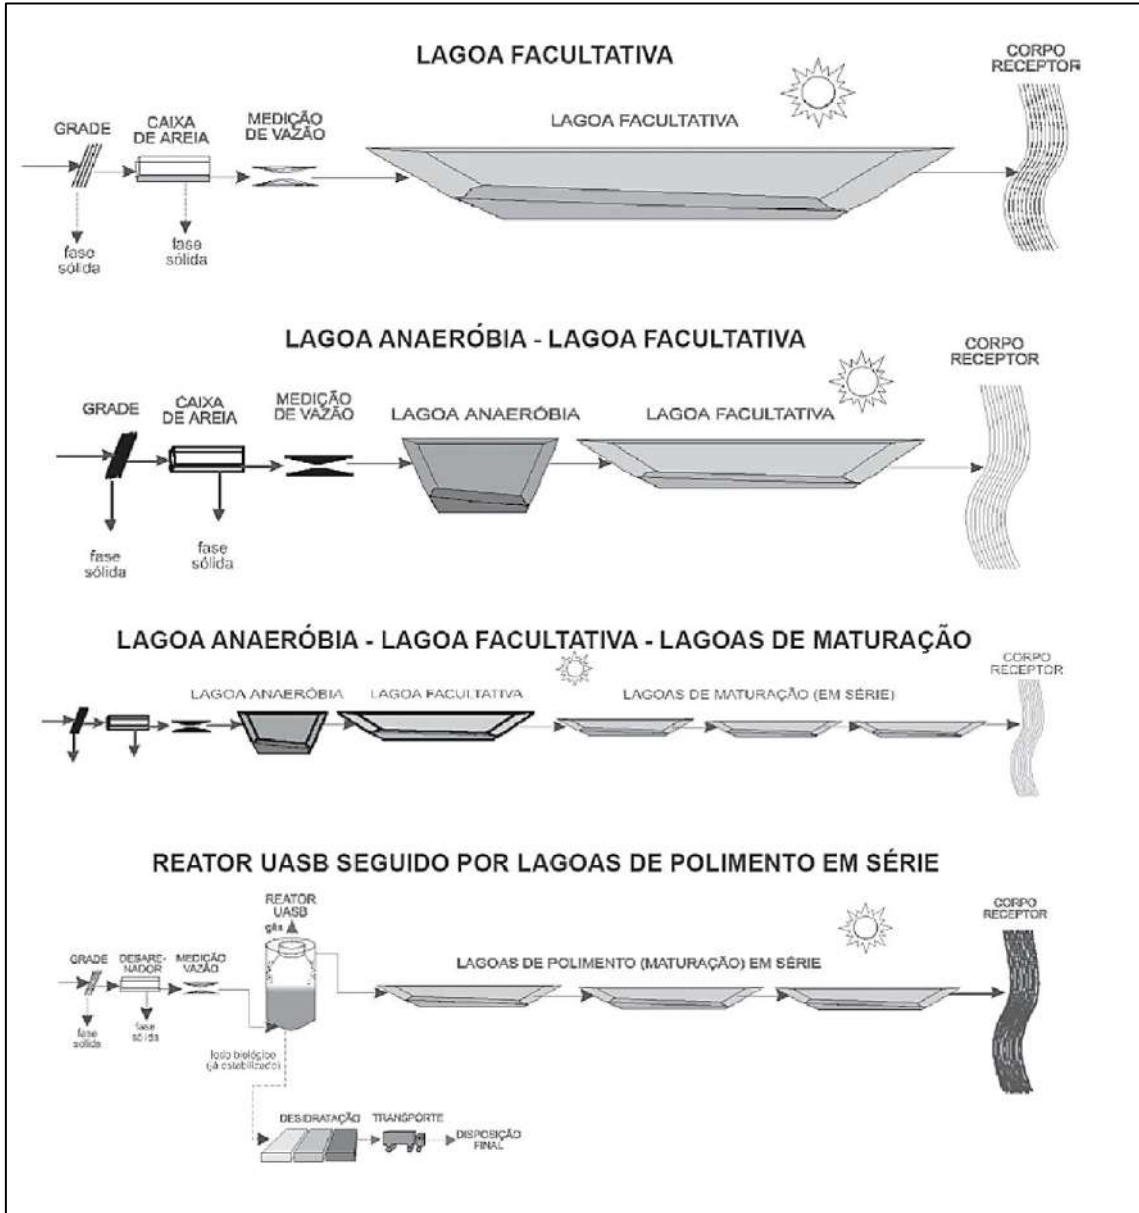 LAGOA FACULTATIVA
CORPO
RECEPTOR
GRADE
CAIXA
DE AREIA
MEDIÇÃO
DE VAZÃO
LAGOA FACULTATIVA
fase
sólida
fase
sólida
LAGOA ANAERÓBIA - LAGOA FACULTATIVA
CORPO
RECEPTOR
GRADE
CAIXA
DE AREIA
MEDIÇÃO
DE VAZÃO
LAGOA ANAERÓBIA
LAGOA FACULTATIVA
fase
sólida
fase
sólida
LAGOA ANAERÓBIA - LAGOA FACULTATIVA - LAGOAS DE MATURAÇÃO
CORPO
RECEPTOR
LAGOA ANAERÓBIA
LAGOA FACULTATIVA
LAGOAS DE MATURAÇÃO (EM SÉRIE)
REATOR UASB SEGUIDO POR LAGOAS DE POLIMENTO EM SÉRIE
REATOR
UASB
gás
CORPO
RECEPTOR
GRADE
DESARE-
NADOR
MEDIÇÃO
VAZÃO
LAGOAS DE POLIMENTO (MATURAÇÃO) EM SÉRIE
fase
sólida
fase
sólida
lodo biológico
(já estabilizado)
DESIDRATAÇÃO
TRANSPORTE
DISPOSIÇÃO
FINAL